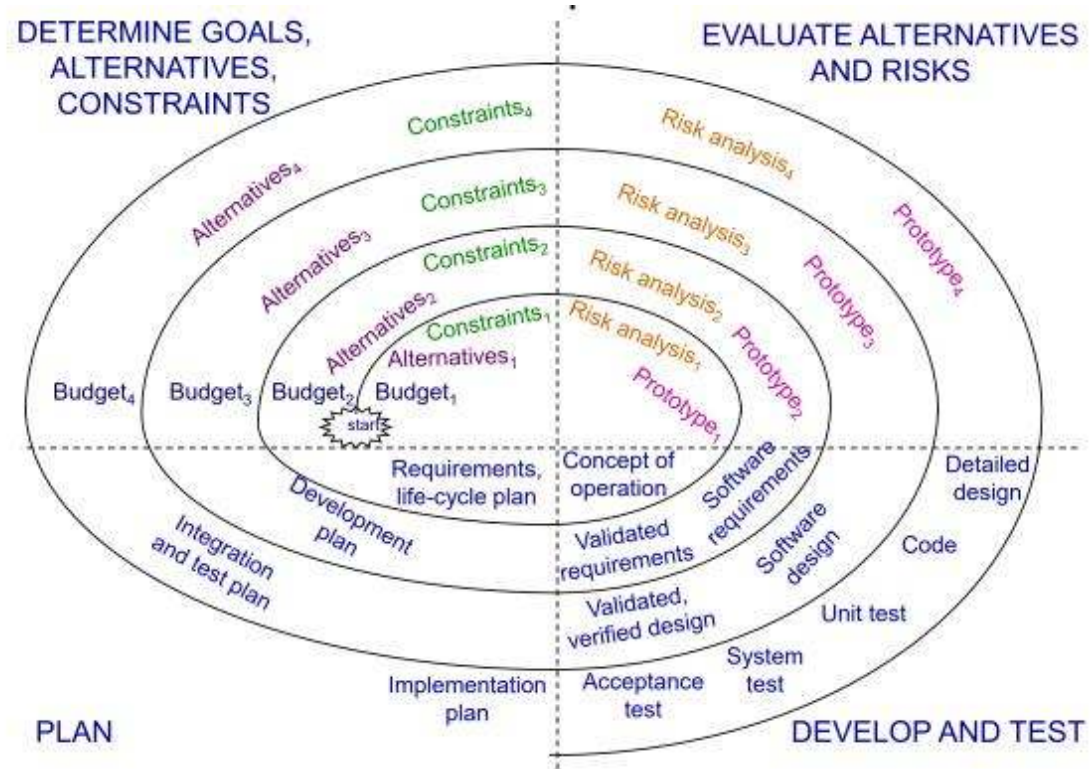 DETERMINE GOALS,
ALTERNATIVES,
CONSTRAINTS
EVALUATE ALTERNATIVES
AND RISKS
Constraints₄
Alternatives₄
Constraints₃
Alternatives₃
Constraints₂
Alternatives₂
Constraints₁
Alternatives₁
Budget₄
Budget₃
Budget₂
Budget₁
start
Risk analysis₄
Risk analysis₃
Risk analysis₂
Risk analysis₁
Prototype₄
Prototype₃
Prototype₂
Prototype₁
Requirements,
life-cycle plan
Development
plan
Integration
and test plan
Implementation
plan
Concept of
operation
Software
requirements
Validated
requirements
Software
design
Validated,
verified design
Detailed
design
Code
Unit test
System
test
Acceptance
test
PLAN
DEVELOP AND TEST